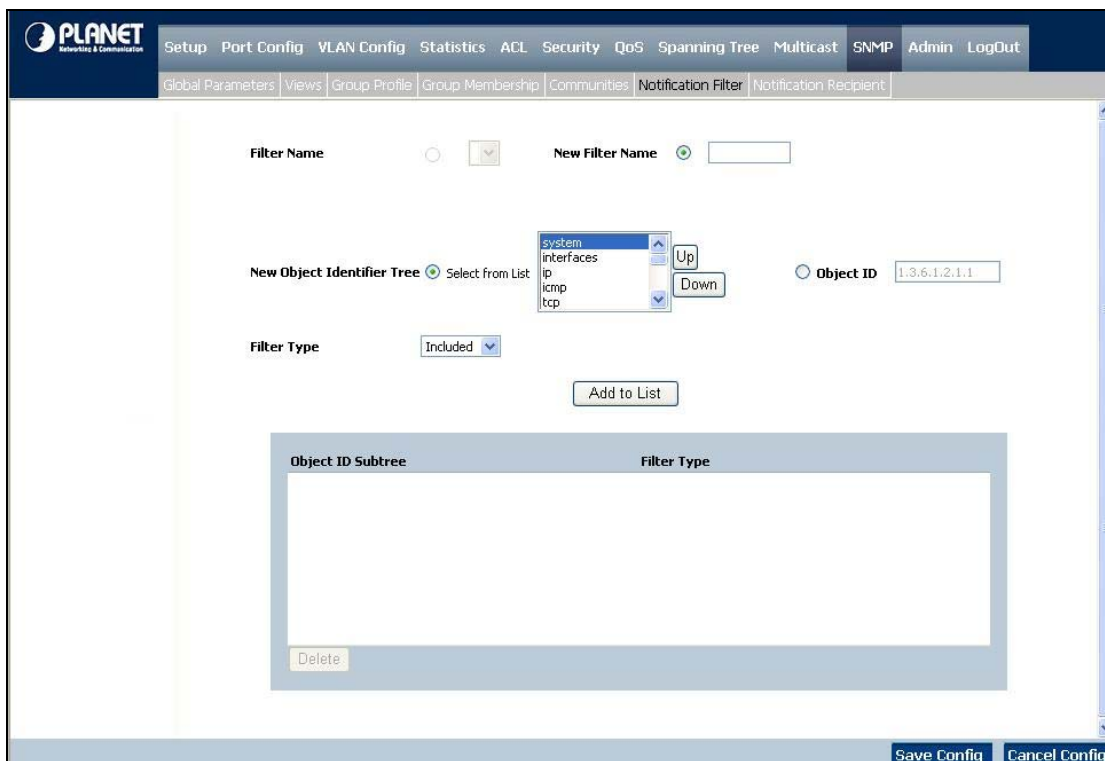 PLANET
Networking & Communication
Setup Port Config VLAN Config Statistics ACL Security QoS Spanning Tree Multicast SNMP Admin LogOut
Global Parameters Views Group Profile Group Membership Communities Notification Filter Notification Recipient
Filter Name New Filter Name
system
interfaces
ip
icmp
tcp
New Object Identifier Tree Select from List Up Down Object ID 1.3.6.1.2.1.1
Filter Type Included
Add to List
Object ID Subtree Filter Type
Delete
Save Config Cancel Config